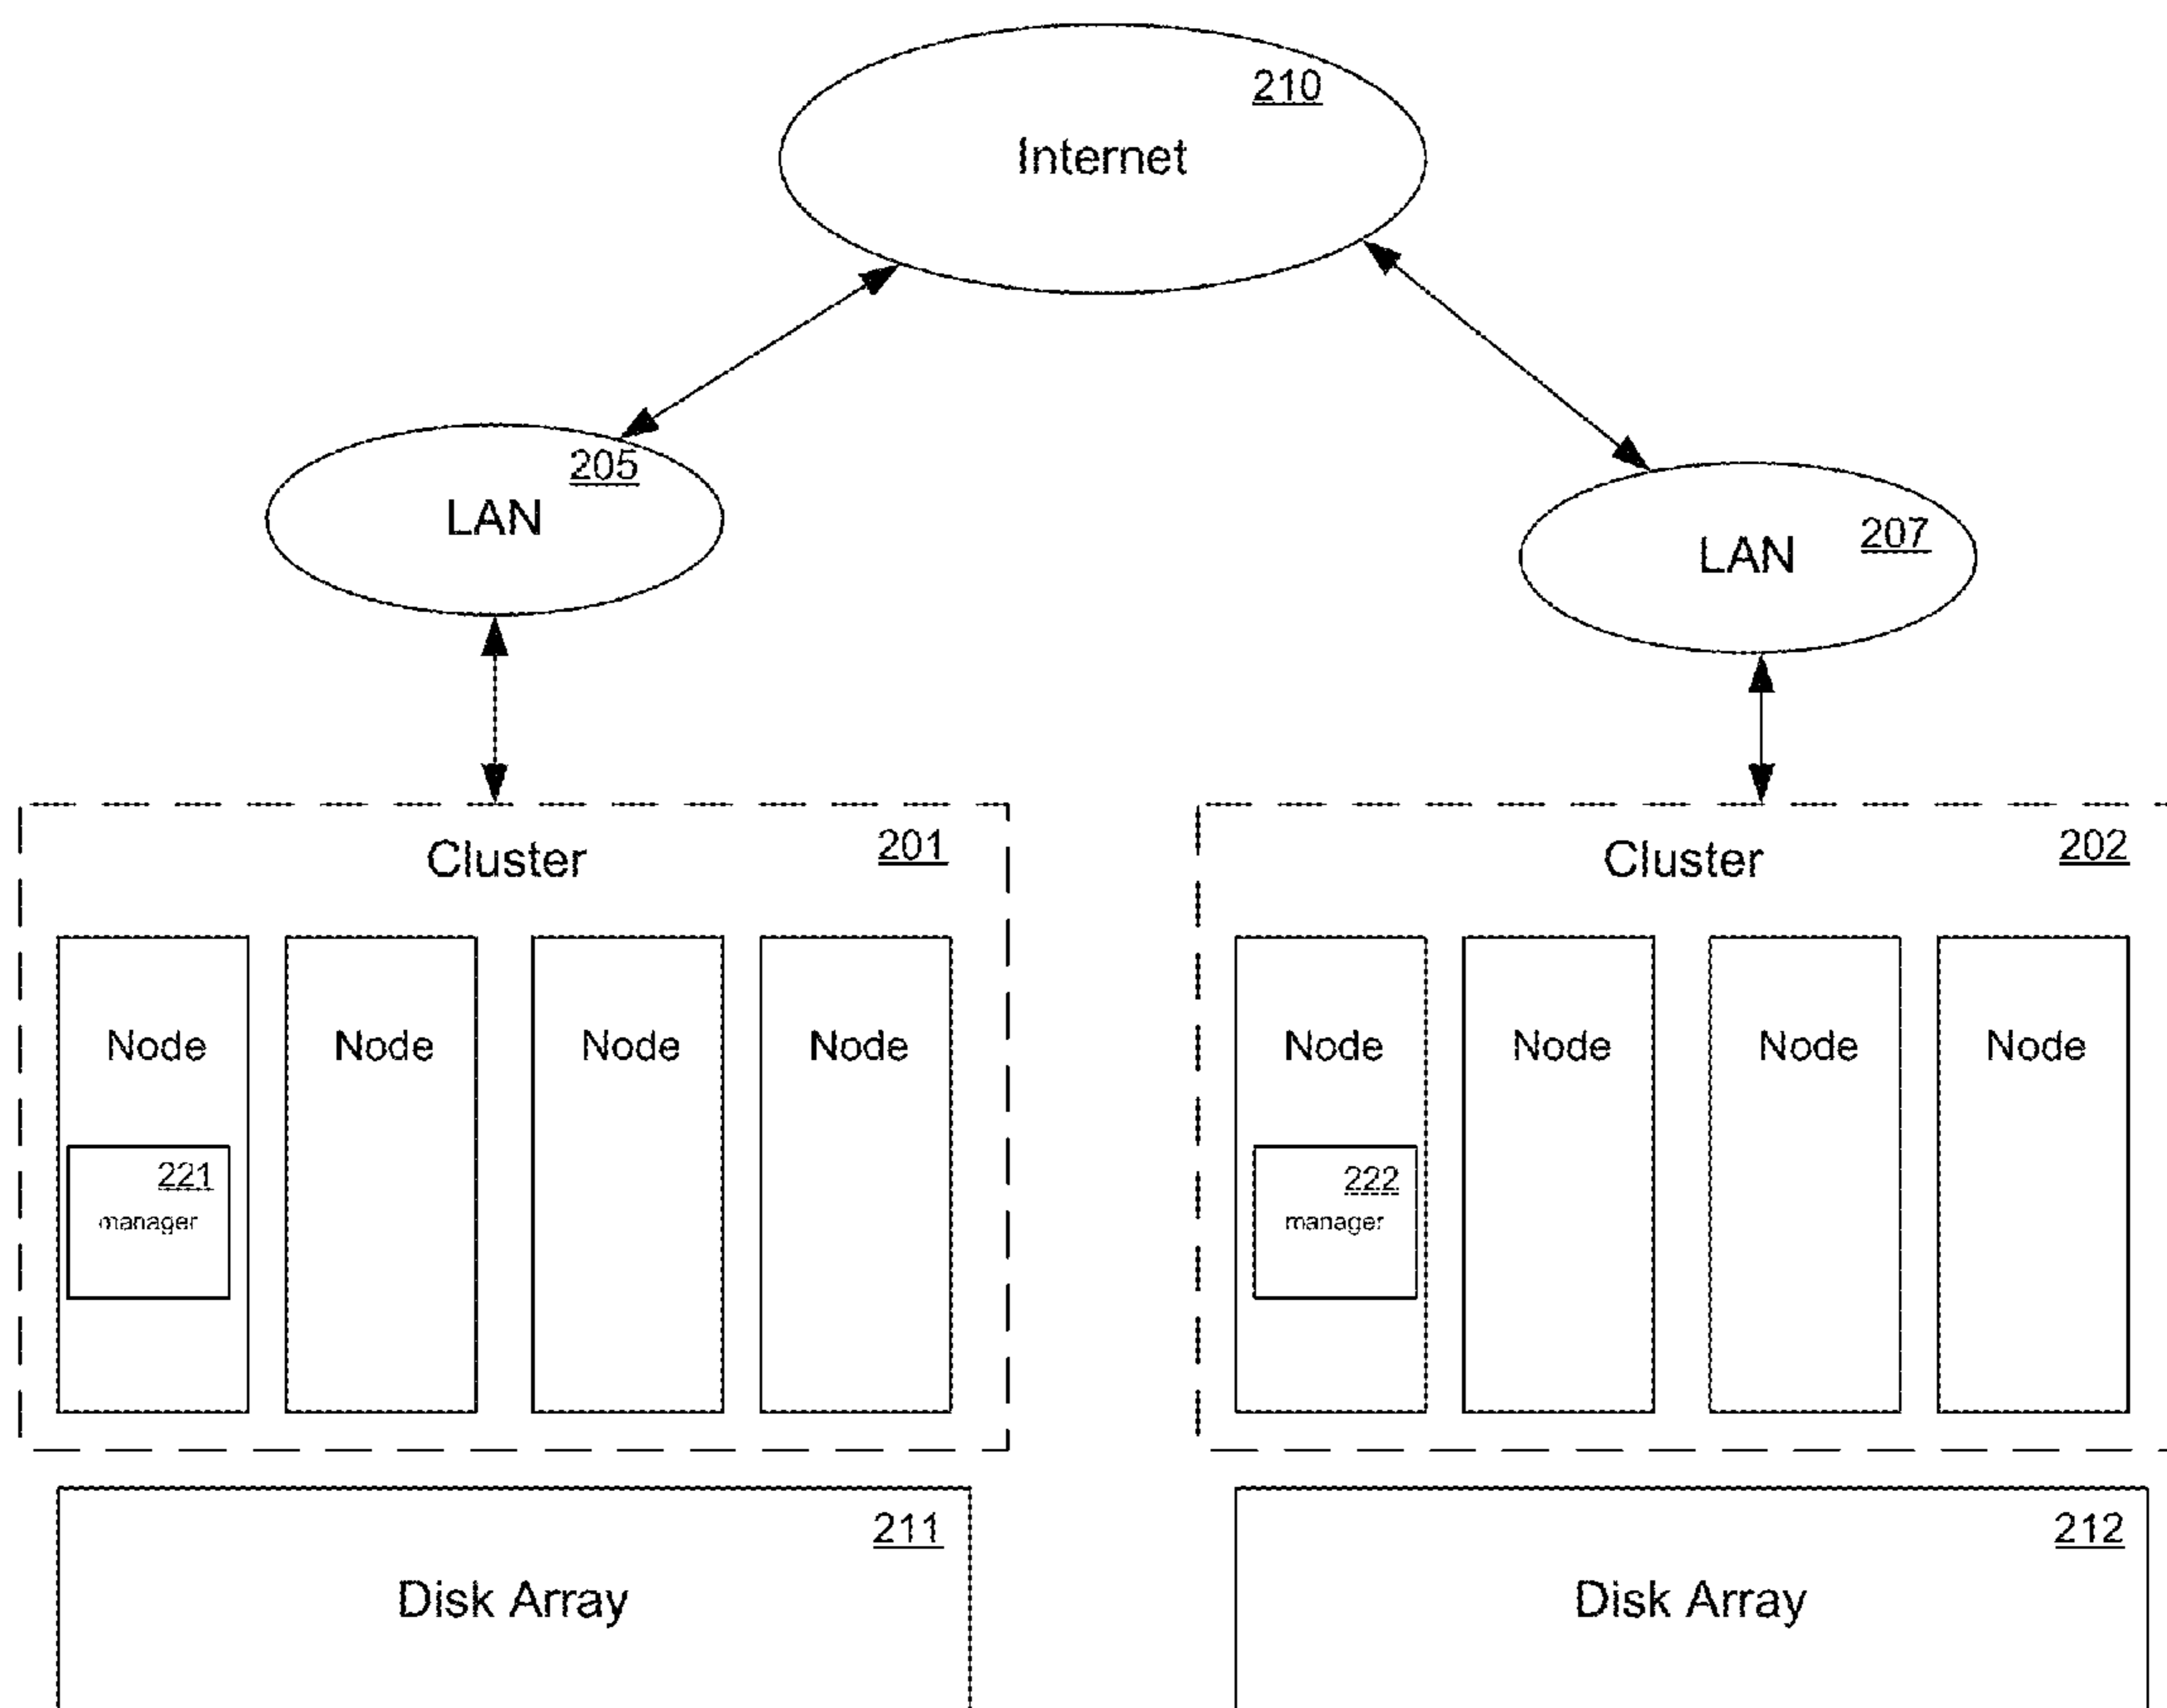 210
Internet
205
LAN
207
LAN
Cluster 201
Node Node Node Node
221
manager
Cluster 202
Node Node Node Node
222
manager
211
Disk Array
212
Disk Array